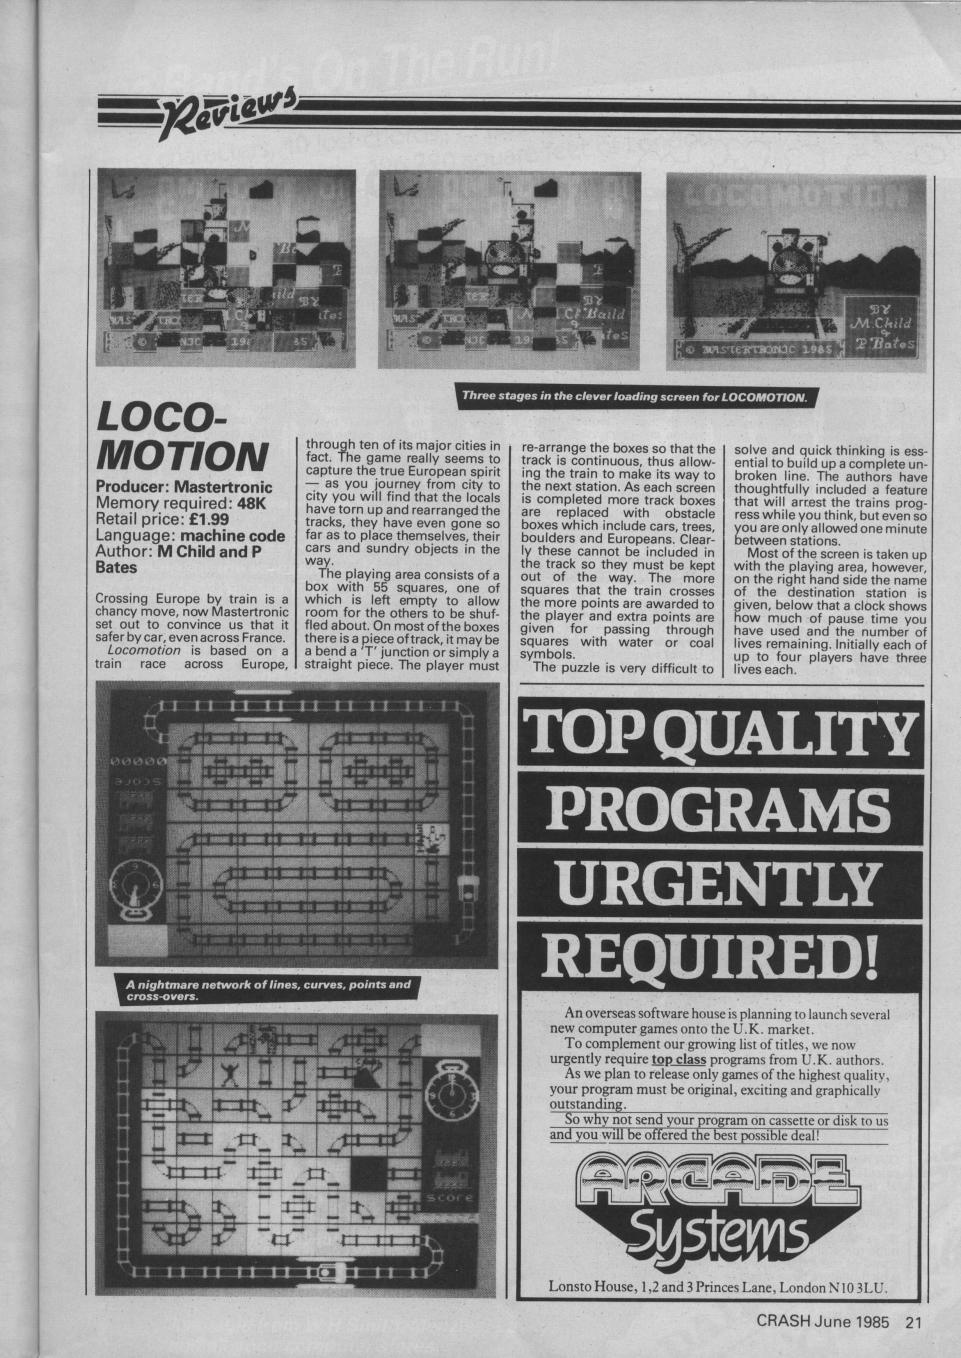 Reviews
LOCOMOTION
BY
M.Child
&
P Bates
© MASTERTRONIC 1985
Three stages in the clever loading screen for LOCOMOTION.
LOCO-
MOTION
Producer: Mastertronic
Memory required: 48K
Retail price: £1.99
Language: machine code
Author: M Child and P
Bates
Crossing Europe by train is a
chancy move, now Mastertronic
set out to convince us that it
safer by car, even across France.
Locomotion is based on a
train race across Europe,
through ten of its major cities in
fact. The game really seems to
capture the true European spirit
— as you journey from city to
city you will find that the locals
have torn up and rearranged the
tracks, they have even gone so
far as to place themselves, their
cars and sundry objects in the
way.
The playing area consists of a
box with 55 squares, one of
which is left empty to allow
room for the others to be shuf-
fled about. On most of the boxes
there is a piece of track, it may be
a bend a 'T' junction or simply a
straight piece. The player must
re-arrange the boxes so that the
track is continuous, thus allow-
ing the train to make its way to
the next station. As each screen
is completed more track boxes
are replaced with obstacle
boxes which include cars, trees,
boulders and Europeans. Clear-
ly these cannot be included in
the track so they must be kept
out of the way. The more
squares that the train crosses
the more points are awarded to
the player and extra points are
given for passing through
squares with water or coal
symbols.
The puzzle is very difficult to
solve and quick thinking is ess-
ential to build up a complete un-
broken line. The authors have
thoughtfully included a feature
that will arrest the trains prog-
ress while you think, but even so
you are only allowed one minute
between stations.
Most of the screen is taken up
with the playing area, however,
on the right hand side the name
of the destination station is
given, below that a clock shows
how much of pause time you
have used and the number of
lives remaining. Initially each of
up to four players have three
lives each.
00000
score
A nightmare network of lines, curves, points and
cross-overs.
score
TOP QUALITY
PROGRAMS
URGENTLY
REQUIRED!
An overseas software house is planning to launch several
new computer games onto the U.K. market.
To complement our growing list of titles, we now
urgently require top class programs from U.K. authors.
As we plan to release only games of the highest quality,
your program must be original, exciting and graphically
outstanding.
So why not send your program on cassette or disk to us
and you will be offered the best possible deal!
ARCADE
Systems
Lonsto House, 1,2 and 3 Princes Lane, London N10 3LU.
CRASH June 1985 21